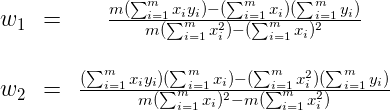 $w_1 = \frac{m(\sum_{i=1}^{m} x_i y_i) - (\sum_{i=1}^{m} x_i)(\sum_{i=1}^{m} y_i)}{m(\sum_{i=1}^{m} x_i^2) - (\sum_{i=1}^{m} x_i)^2}$
$w_2 = \frac{(\sum_{i=1}^{m} x_i y_i)(\sum_{i=1}^{m} x_i) - (\sum_{i=1}^{m} x_i^2)(\sum_{i=1}^{m} y_i)}{m(\sum_{i=1}^{m} x_i)^2 - m(\sum_{i=1}^{m} x_i^2)}$